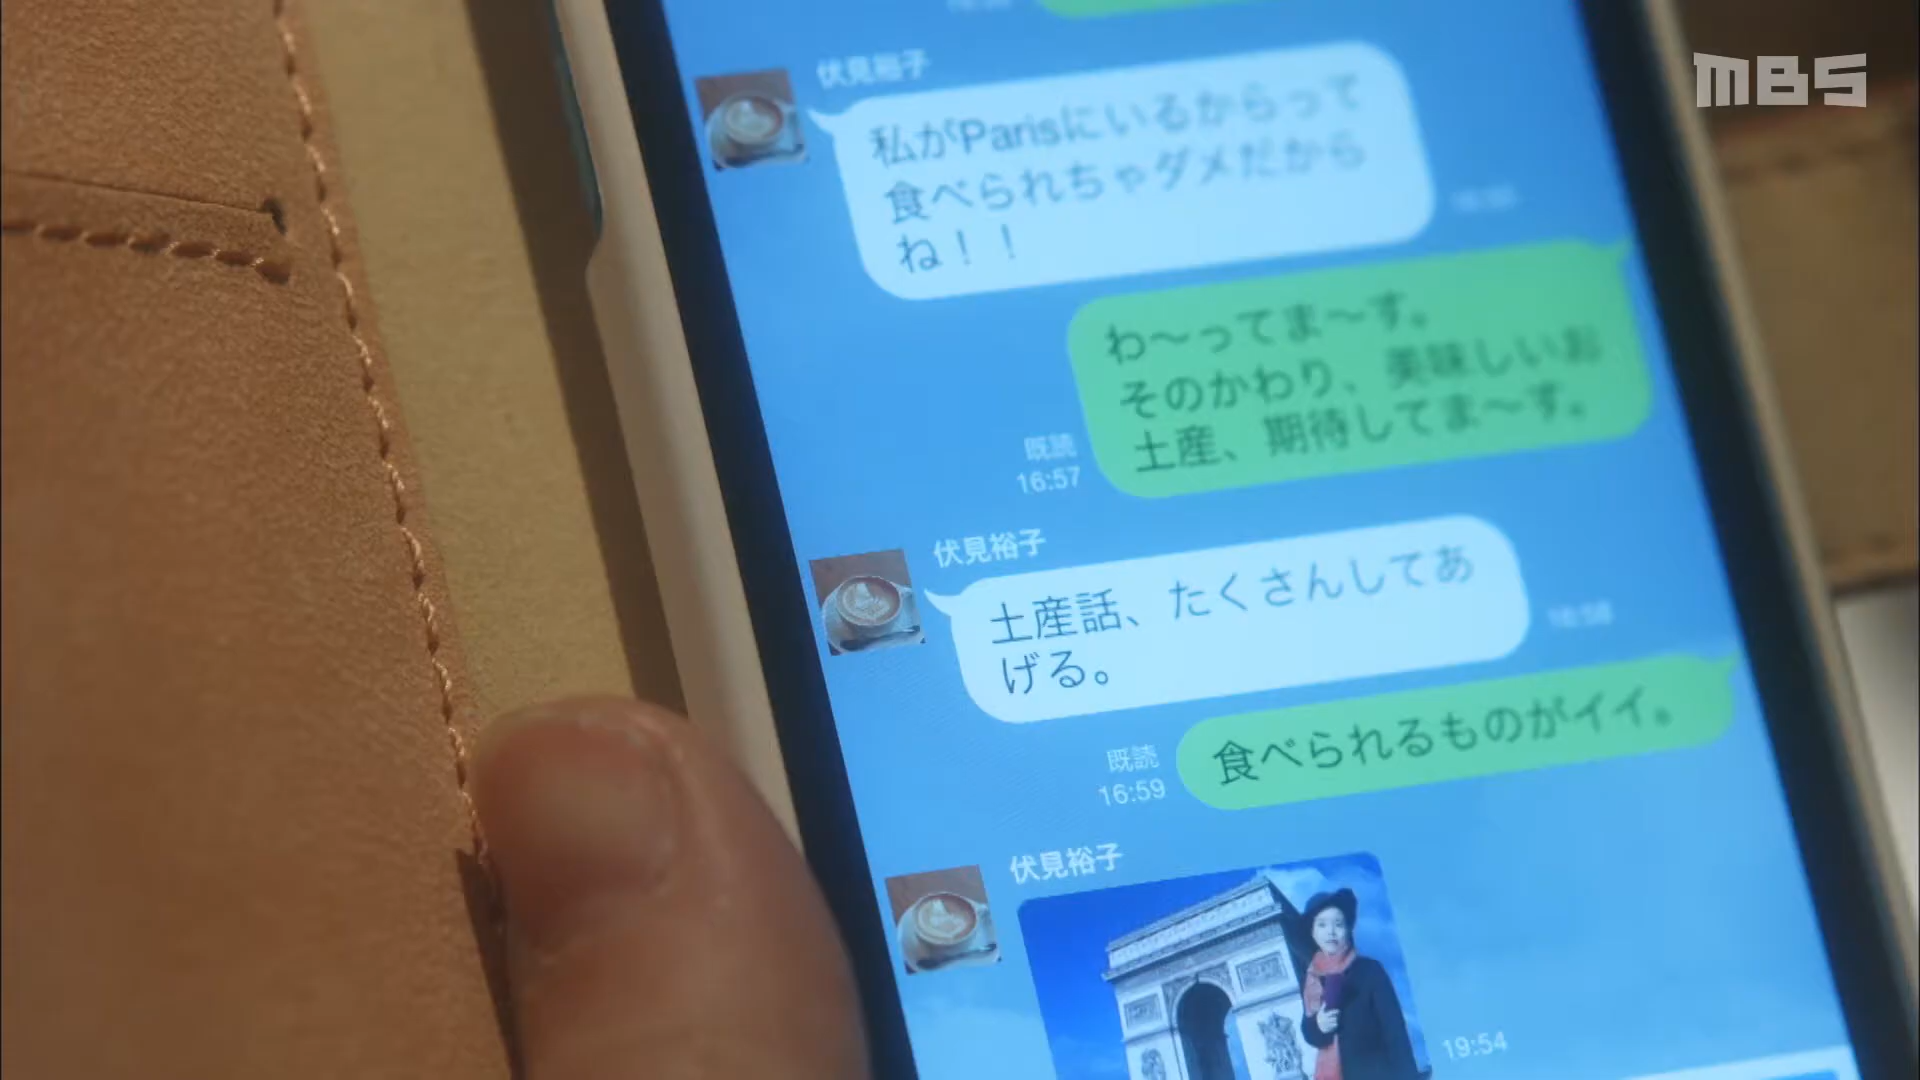 MBS
伏見裕子
私がParisにいるからって
食べられちゃダメだから
ね！！
わ～ってま～す。
そのかわり、美味しいお
土産、期待してま～す。
既読
16:57
伏見裕子
土産話、たくさんしてあ
げる。
16:58
食べられるものがイイ。
既読
16:59
伏見裕子
19:54